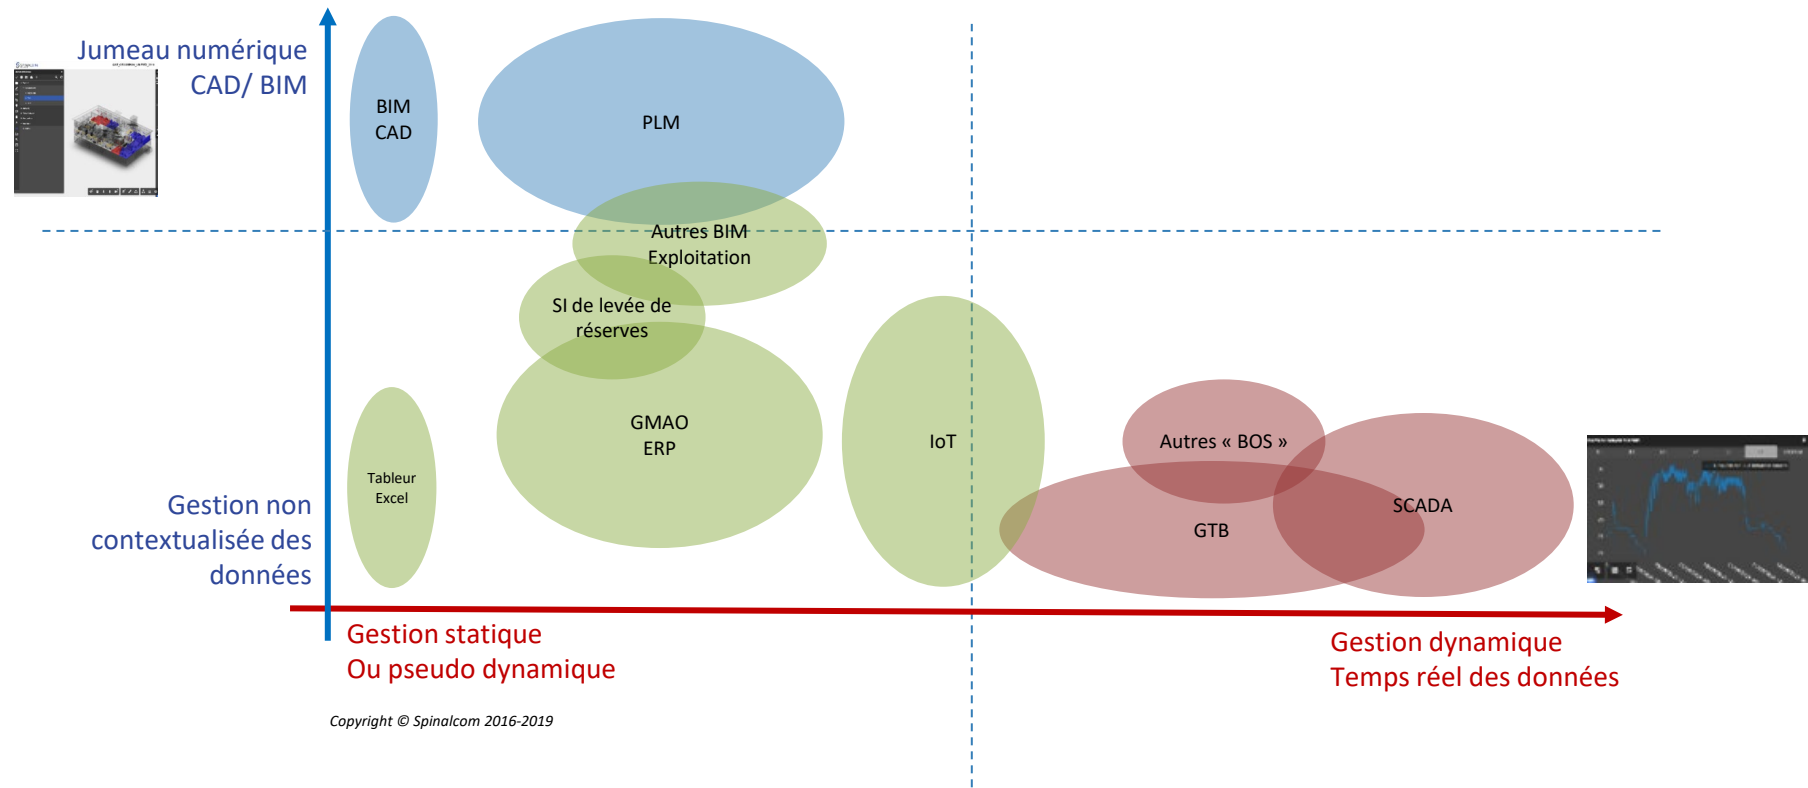 Jumeau numérique
CAD/ BIM
BIM
CAD
PLM
Autres BIM
Exploitation
SI de levée de
réserves
GMAO
ERP
IoT
Autres « BOS »
Tableur
Excel
GTB
SCADA
Gestion non
contextualisée des
données
Gestion statique
Ou pseudo dynamique
Gestion dynamique
Temps réel des données
Copyright © Spinalcom 2016-2019